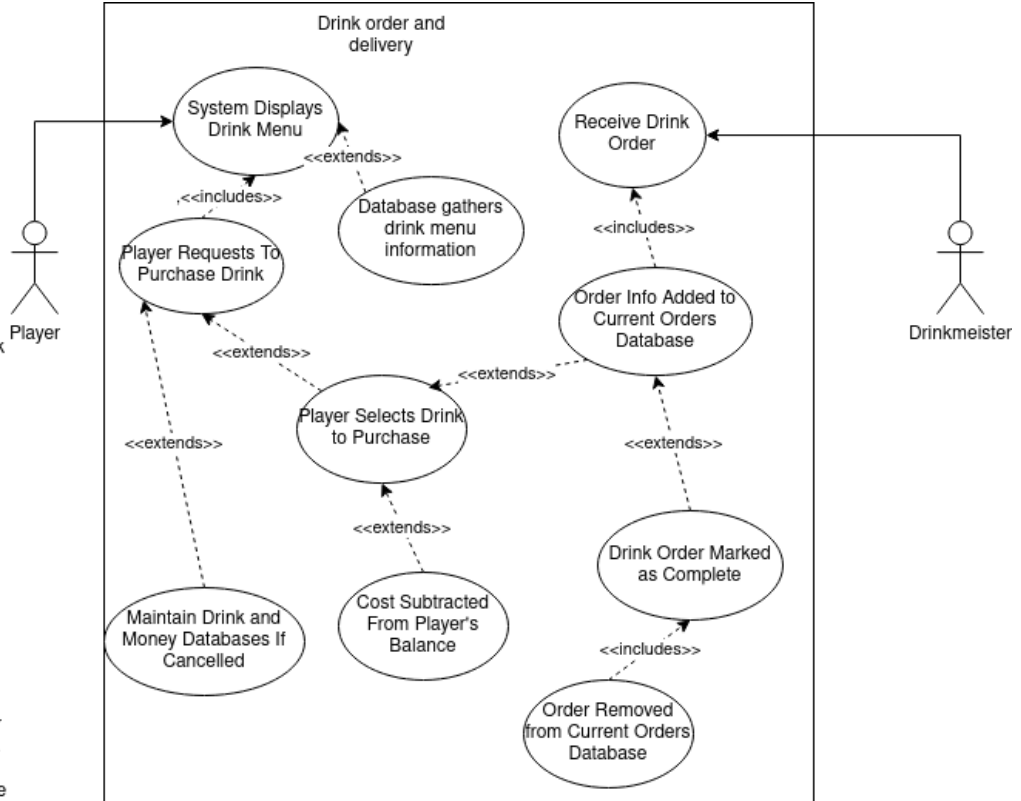 Drink order and
delivery
System Displays
Drink Menu
Receive Drink
Order
<<extends>>
<<includes>>
Database gathers
drink menu
information
<<includes>>
Player Requests To
Purchase Drink
Order Info Added to
Current Orders
Database
Player
Drinkmeister
k
<<extends>>
<<extends>>
Player Selects Drink
to Purchase
<<extends>>
<<extends>>
<<extends>>
Drink Order Marked
as Complete
Maintain Drink and
Money Databases If
Cancelled
Cost Subtracted
From Player's
Balance
<<includes>>
Order Removed
from Current Orders
Database
e